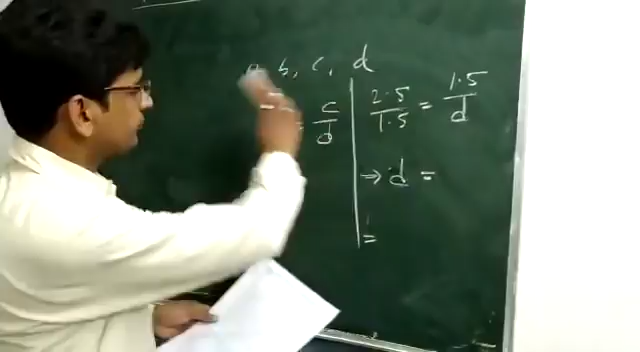 a, b, c, d
c/d
2.5/1.5 = 1.5/d
⇒ d =
=